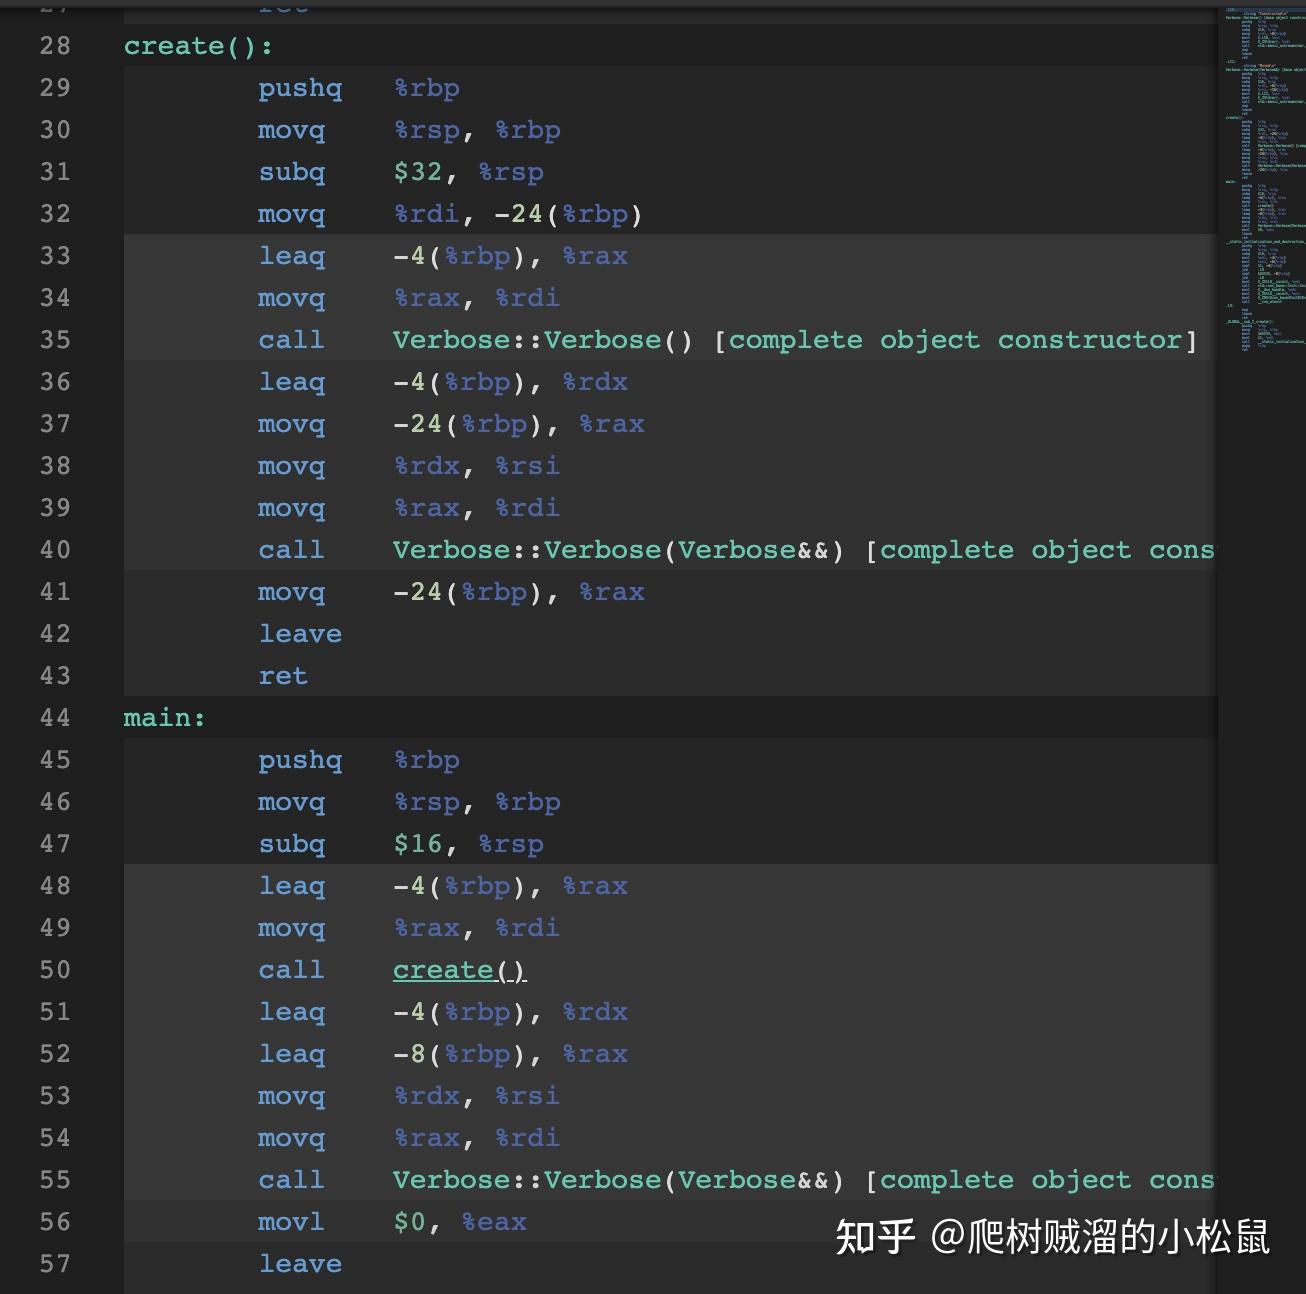 28 create():
29 pushq %rbp
30 movq %rsp, %rbp
31 subq $32, %rsp
32 movq %rdi, -24(%rbp)
33 leaq -4(%rbp), %rax
34 movq %rax, %rdi
35 call Verbose::Verbose() [complete object constructor]
36 leaq -4(%rbp), %rdx
37 movq -24(%rbp), %rax
38 movq %rdx, %rsi
39 movq %rax, %rdi
40 call Verbose::Verbose(Verbose&&) [complete object cons
41 movq -24(%rbp), %rax
42 leave
43 ret
44 main:
45 pushq %rbp
46 movq %rsp, %rbp
47 subq $16, %rsp
48 leaq -4(%rbp), %rax
49 movq %rax, %rdi
50 call create()
51 leaq -4(%rbp), %rdx
52 leaq -8(%rbp), %rax
53 movq %rdx, %rsi
54 movq %rax, %rdi
55 call Verbose::Verbose(Verbose&&) [complete object cons
56 movl $0, %eax
57 leave
知乎 @爬树贼溜的小松鼠